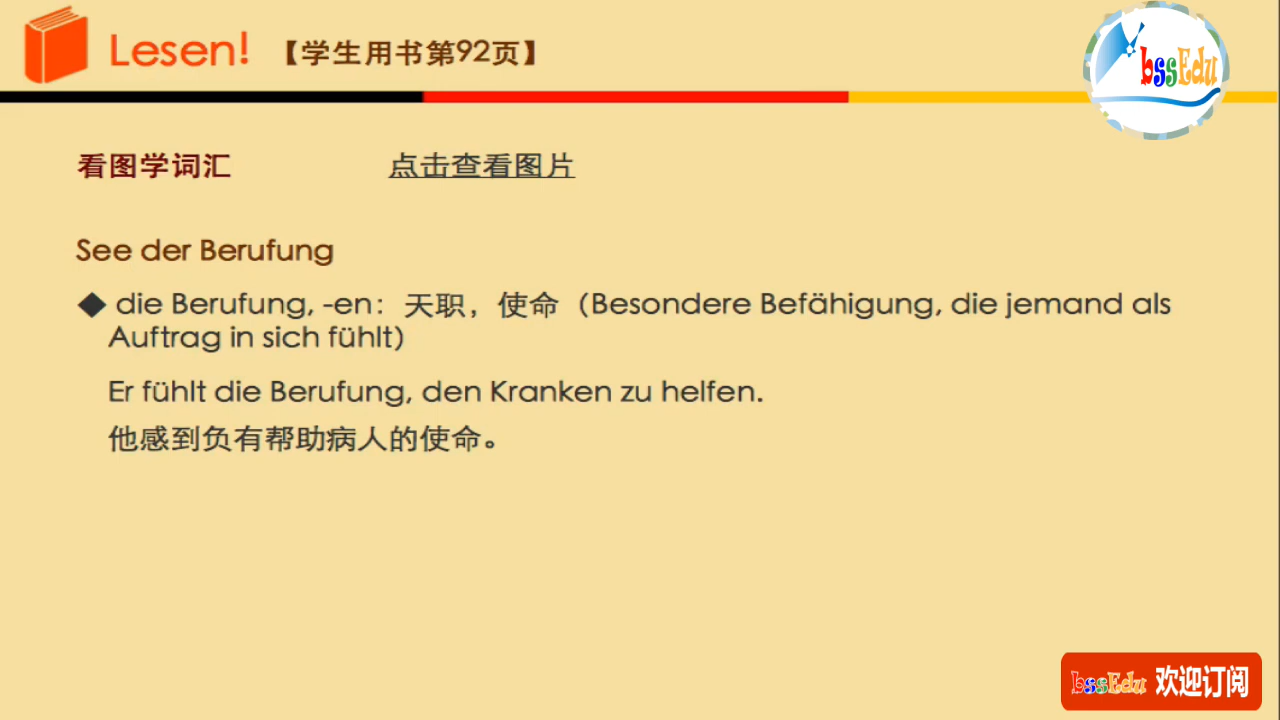 Lesen! 【学生用书第92页】
bssEdu
看图学词汇 点击查看图片
See der Berufung
◆ die Berufung, -en：天职，使命（Besondere Befähigung, die jemand als
Auftrag in sich fühlt）
Er fühlt die Berufung, den Kranken zu helfen.
他感到负有帮助病人的使命。
bssEdu 欢迎订阅